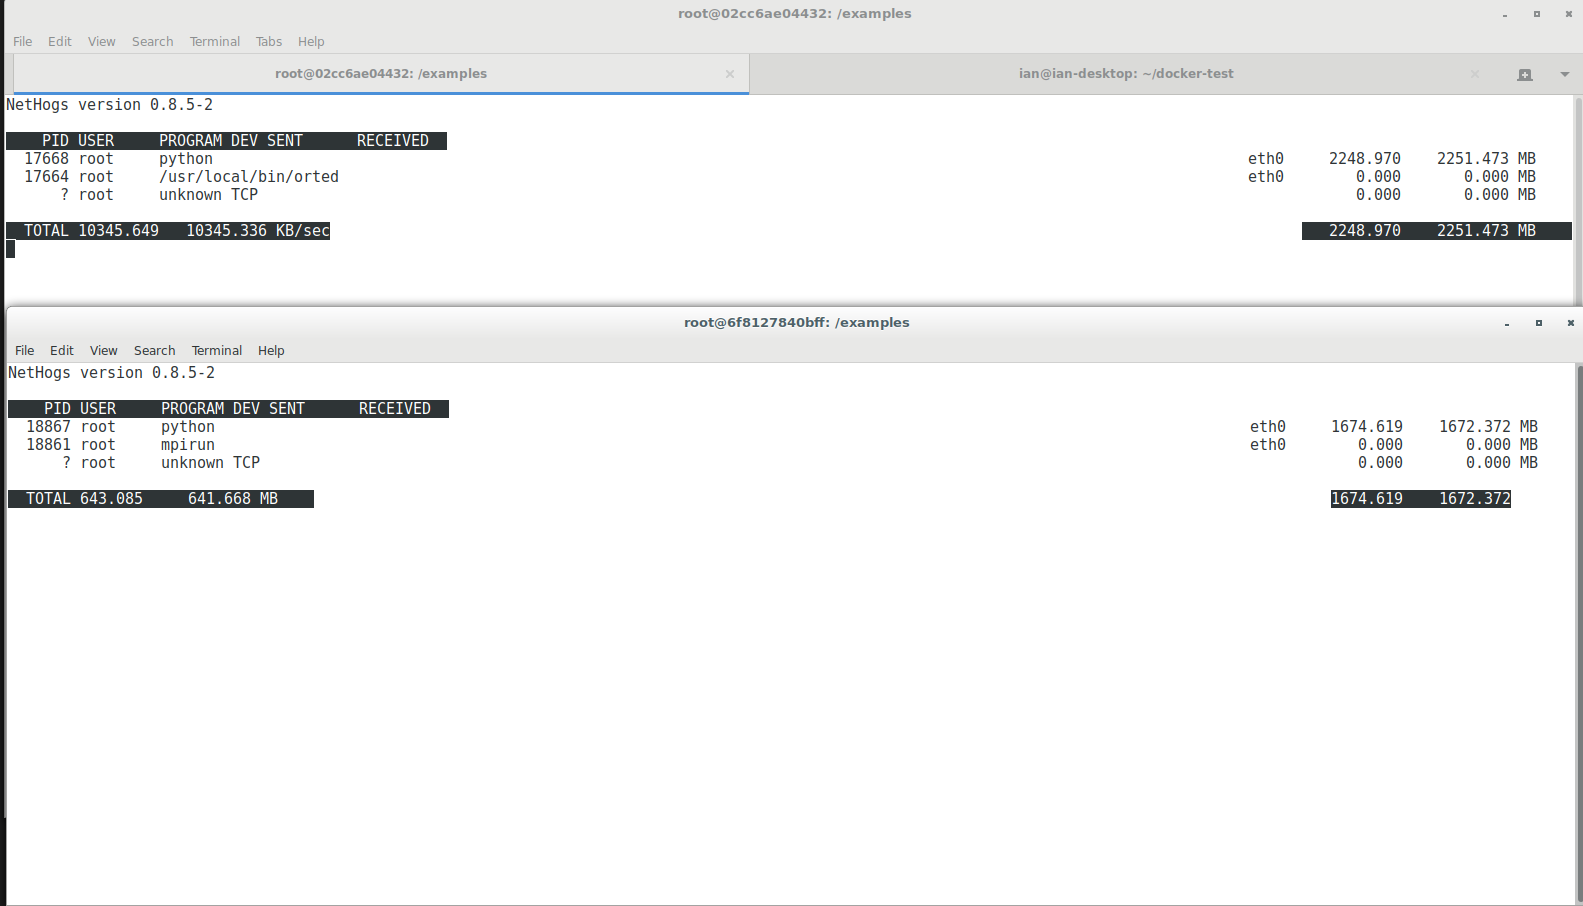 root@02cc6ae04432: /examples
File Edit View Search Terminal Tabs Help
root@02cc6ae04432: /examples ian@ian-desktop: ~/docker-test
NetHogs version 0.8.5-2
PID USER PROGRAM DEV SENT RECEIVED
17668 root python eth0 2248.970 2251.473 MB
17664 root /usr/local/bin/orted eth0 0.000 0.000 MB
? root unknown TCP 0.000 0.000 MB
TOTAL 10345.649 10345.336 KB/sec 2248.970 2251.473 MB
root@6f8127840bff: /examples
File Edit View Search Terminal Help
NetHogs version 0.8.5-2
PID USER PROGRAM DEV SENT RECEIVED
18867 root python eth0 1674.619 1672.372 MB
18861 root mpirun eth0 0.000 0.000 MB
? root unknown TCP 0.000 0.000 MB
TOTAL 643.085 641.668 MB 1674.619 1672.372